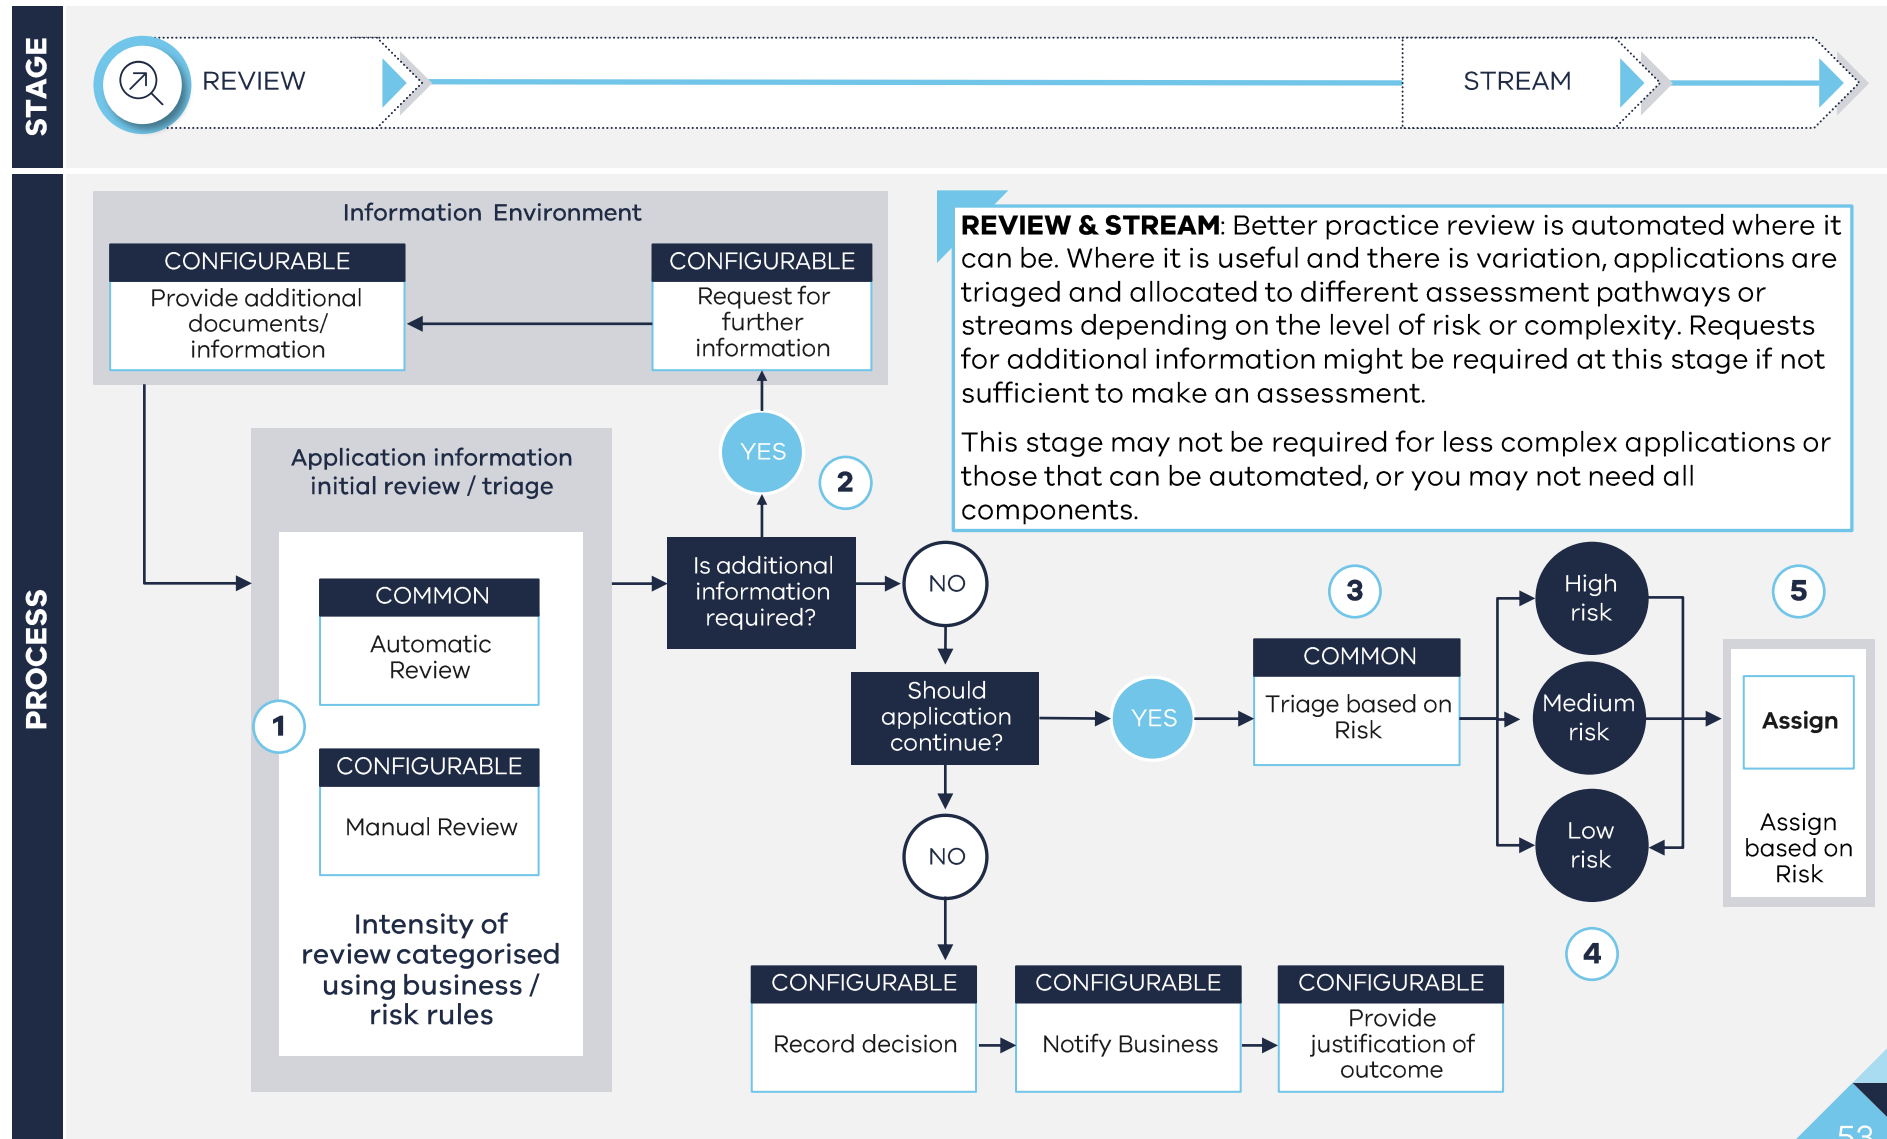 STAGE
REVIEW
STREAM
PROCESS
Information Environment
CONFIGURABLE
Provide additional
documents/
information
CONFIGURABLE
Request for
further
information
REVIEW & STREAM: Better practice review is automated where it
can be. Where it is useful and there is variation, applications are
triaged and allocated to different assessment pathways or
streams depending on the level of risk or complexity. Requests
for additional information might be required at this stage if not
sufficient to make an assessment.
This stage may not be required for less complex applications or
those that can be automated, or you may not need all
components.
Application information
initial review / triage
COMMON
Automatic
Review
1
CONFIGURABLE
Manual Review
Intensity of
review categorised
using business /
risk rules
YES
2
Is additional
information
required?
NO
Should
application
continue?
YES
NO
3
COMMON
Triage based on
Risk
High
risk
Medium
risk
Low
risk
4
5
Assign
Assign
based on
Risk
CONFIGURABLE
Record decision
CONFIGURABLE
Notify Business
CONFIGURABLE
Provide
justification of
outcome
53